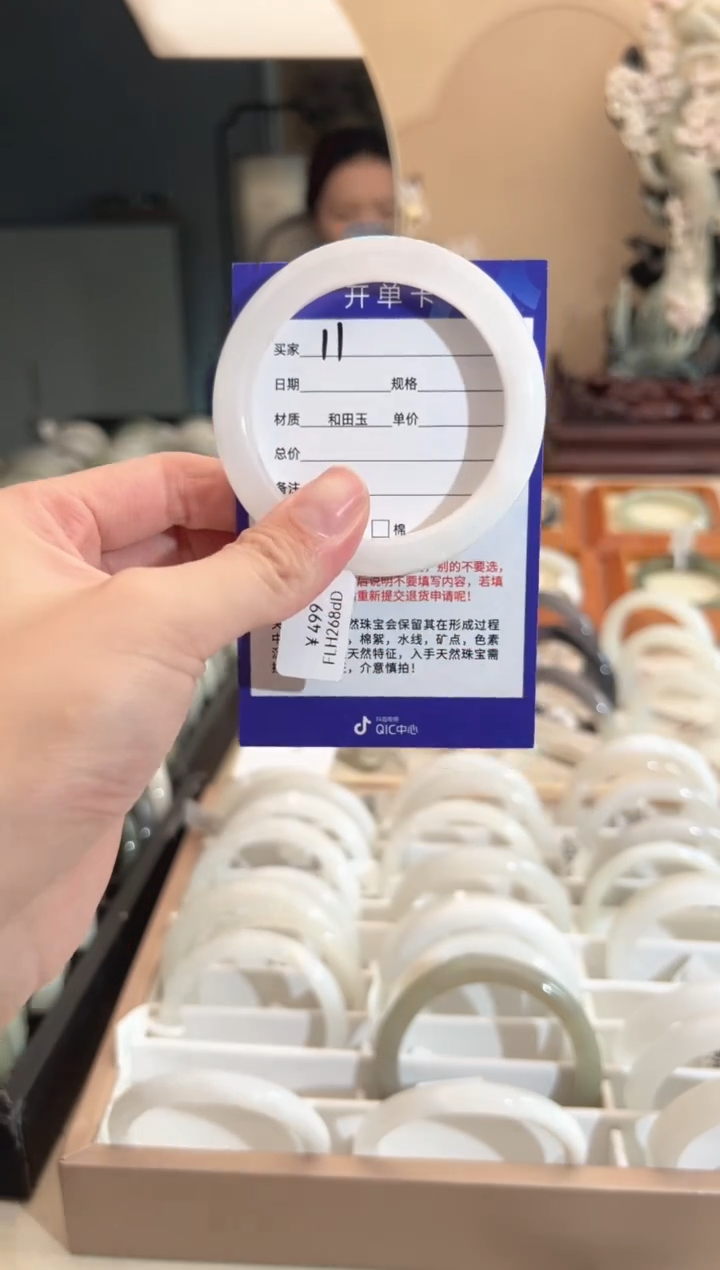 开单卡
买家 11
日期 规格
材质 和田玉 单价
总价
备注
棉
，别的不要选，
后说明不要填写内容，若填
重新提交退货申请呢！
然珠宝会保留其在形成过程
中 ，棉絮，水线，矿点，色素
天然特征，入手天然珠宝需
，介意慎拍！
¥499
FLH268dD
QIC中心